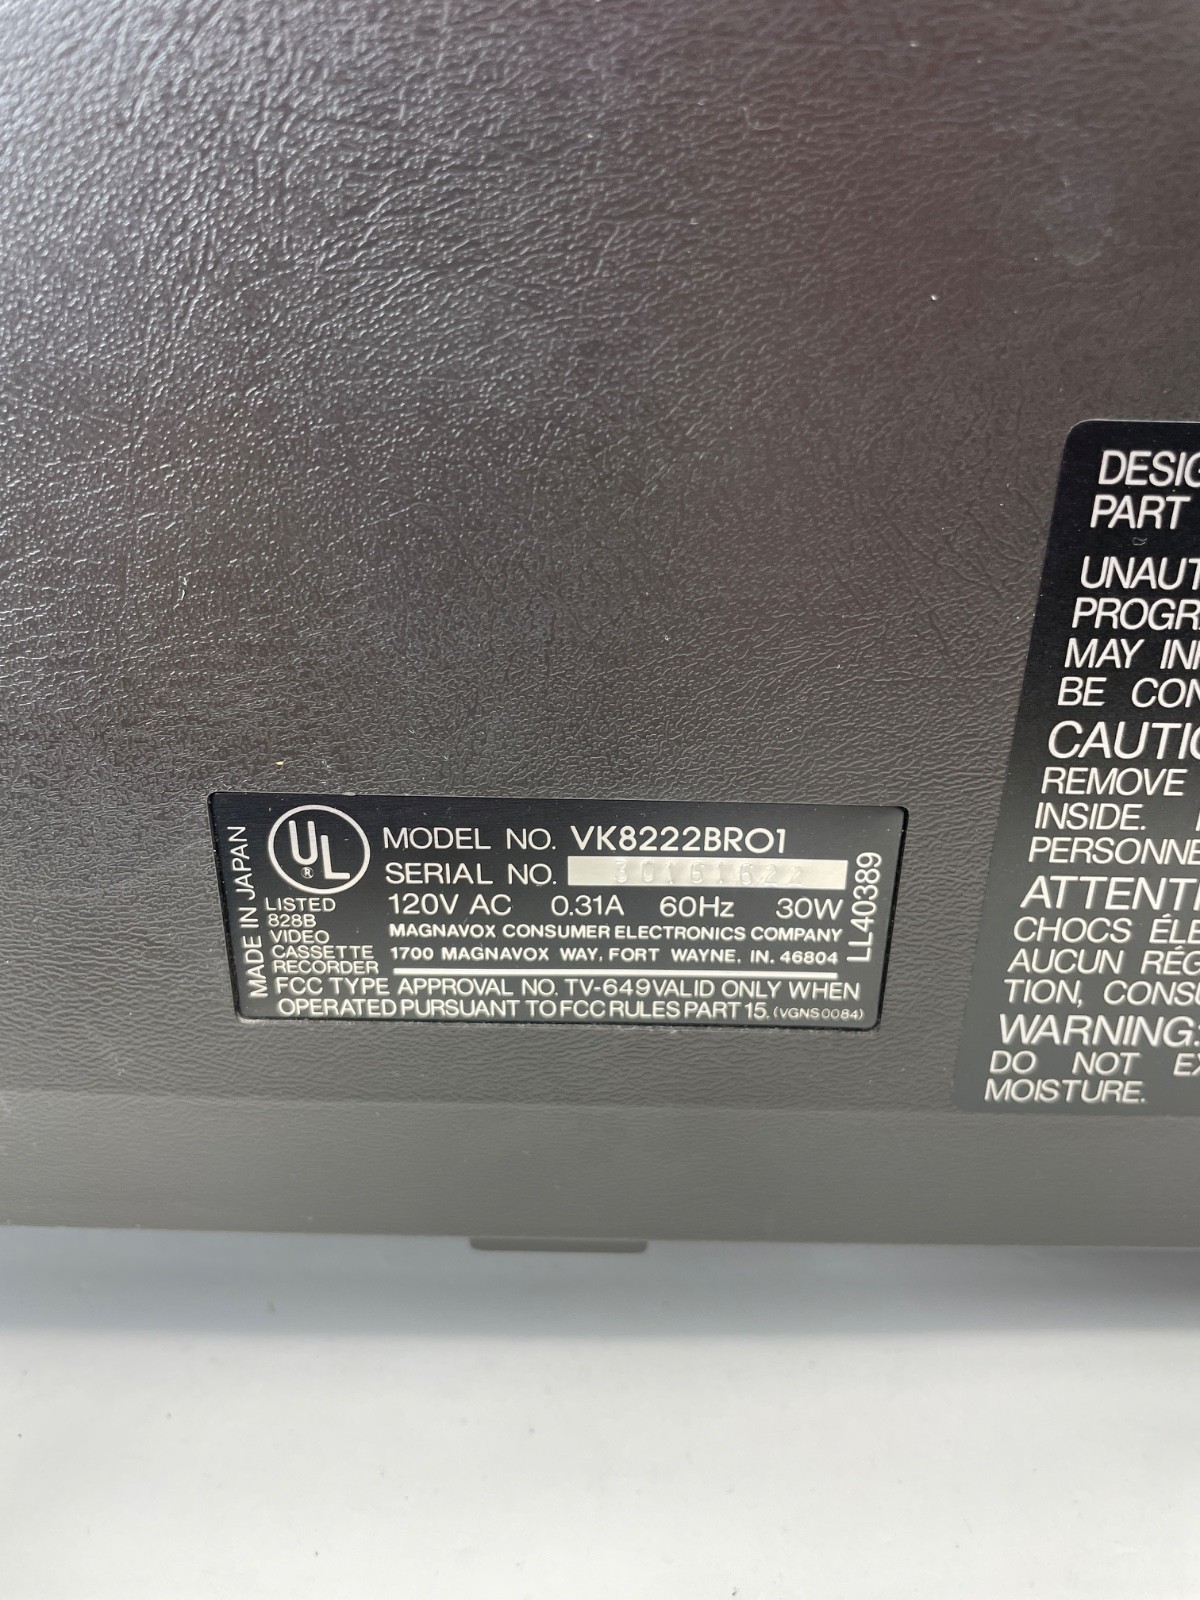 MADE IN JAPAN
UL
®
LISTED
828B
VIDEO
CASSETTE
RECORDER
MODEL NO. VK8222BR01
SERIAL NO. 30161622
120V AC 0.31A 60Hz 30W
MAGNAVOX CONSUMER ELECTRONICS COMPANY
1700 MAGNAVOX WAY, FORT WAYNE, IN. 46804
LL40389
FCC TYPE APPROVAL NO. TV-649 VALID ONLY WHEN
OPERATED PURSUANT TO FCC RULES PART 15. (VGNS0084)
DESIG
PART
UNAUT
PROGRA
MAY IN
BE CON
CAUTIO
REMOVE
INSIDE.
PERSONNE
ATTENTI
CHOCS ÉLE
AUCUN RÉG
TION, CONSU
WARNING:
DO NOT EX
MOISTURE.